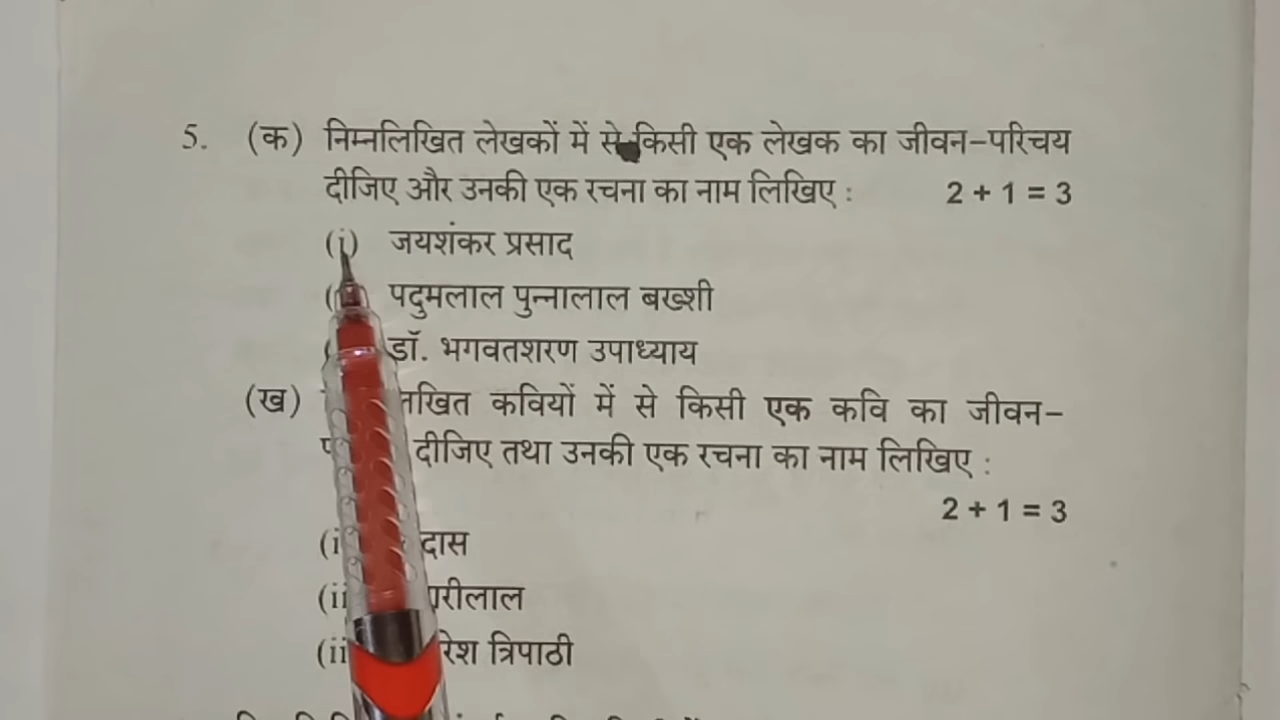 5. (क) निम्नलिखित लेखकों में से किसी एक लेखक का जीवन-परिचय
दीजिए और उनकी एक रचना का नाम लिखिए : 2 + 1 = 3
(i) जयशंकर प्रसाद
पदुमलाल पुन्नालाल बख्शी
डॉ. भगवतशरण उपाध्याय
(ख) कवियों में से किसी एक कवि का जीवन-
दीजिए तथा उनकी एक रचना का नाम लिखिए :
2 + 1 = 3
त्रिपाठी